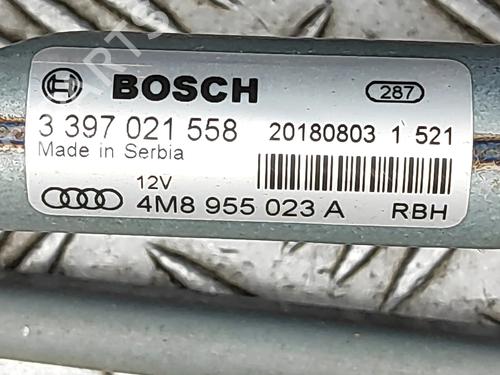 BOSCH
287
3 397 021 558
20180803 1 521
Made in Serbia
12V
4M8 955 023 A
RBH